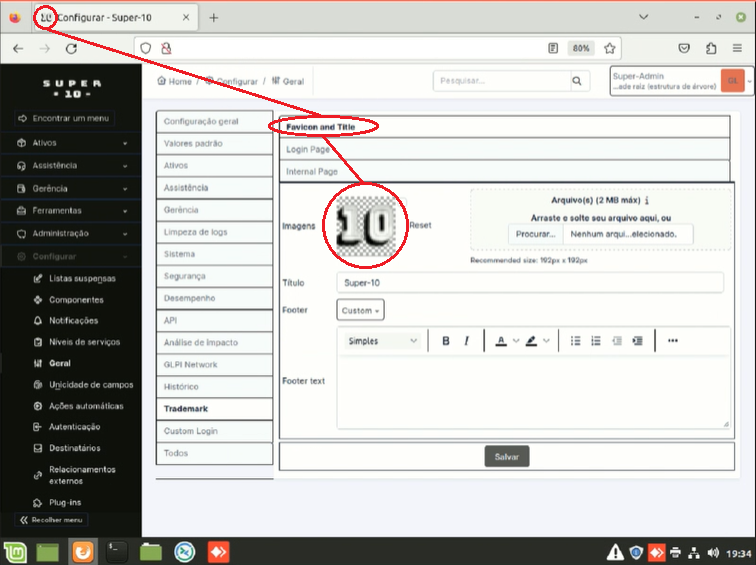 10 Configurar - Super-10
80%
SUPER
- 10 -
Home / Configurar / Geral
Pesquisar...
Super-Admin
...ade raiz (estrutura de árvore)
GL
Encontrar um menu
Ativos
Assistência
Gerência
Ferramentas
Administração
Configurar
Listas suspensas
Componentes
Notificações
Níveis de serviços
Geral
Unicidade de campos
Ações automáticas
Autenticação
Destinatários
Relacionamentos
externos
Plug-ins
Recolher menu
Configuração geral
Valores padrão
Ativos
Assistência
Gerência
Limpeza de logs
Sistema
Segurança
Desempenho
API
Análise de impacto
GLPI Network
Histórico
Trademark
Custom Login
Todos
Favicon and Title
Login Page
Internal Page
Imagens
10
Reset
Arquivo(s) (2 MB máx) i
Arraste e solte seu arquivo aqui, ou
Procurar... Nenhum arqui...elecionado.
Recommended size: 192px x 192px
Título
Super-10
Footer
Custom
Footer text
Simples B I A
Salvar
19:34